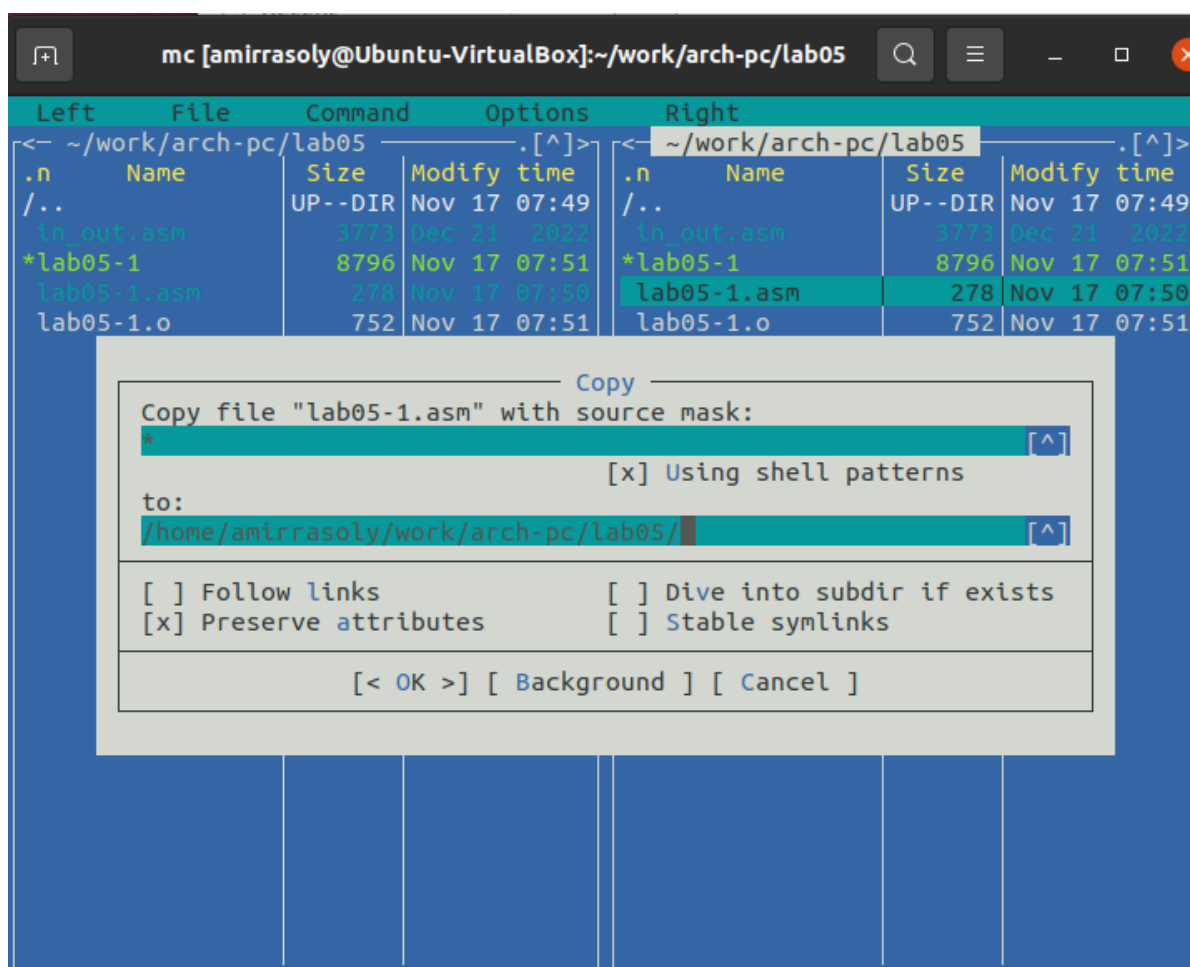 mc [amirrasoly@Ubuntu-VirtualBox]:~/work/arch-pc/lab05
Left File Command Options Right
<─ ~/work/arch-pc/lab05 ─.[^]> <─ ~/work/arch-pc/lab05 ─.[^]>
.n Name Size Modify time .n Name Size Modify time
/.. UP--DIR Nov 17 07:49 /.. UP--DIR Nov 17 07:49
in_out.asm 3773 Dec 21 2022 in_out.asm 3773 Dec 21 2022
*lab05-1 8796 Nov 17 07:51 *lab05-1 8796 Nov 17 07:51
lab05-1.asm 278 Nov 17 07:50 lab05-1.asm 278 Nov 17 07:50
lab05-1.o 752 Nov 17 07:51 lab05-1.o 752 Nov 17 07:51
Copy
Copy file "lab05-1.asm" with source mask:
* [^]
[x] Using shell patterns
to:
/home/amirrasoly/work/arch-pc/lab05/ [^]
[ ] Follow links [ ] Dive into subdir if exists
[x] Preserve attributes [ ] Stable symlinks
[< OK >] [ Background ] [ Cancel ]